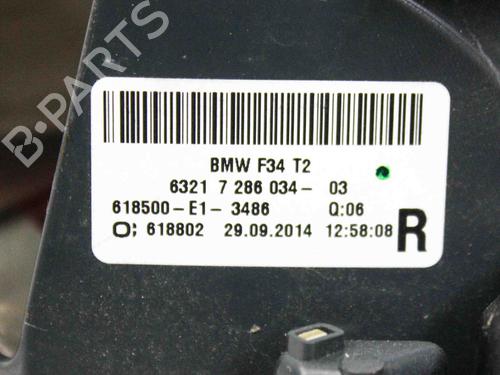 B-PARTS
BMW F34 T2
6321 7 286 034- 03
618500-E1- 3486 Q:06
O; 618802 29.09.2014 12:58:08 R